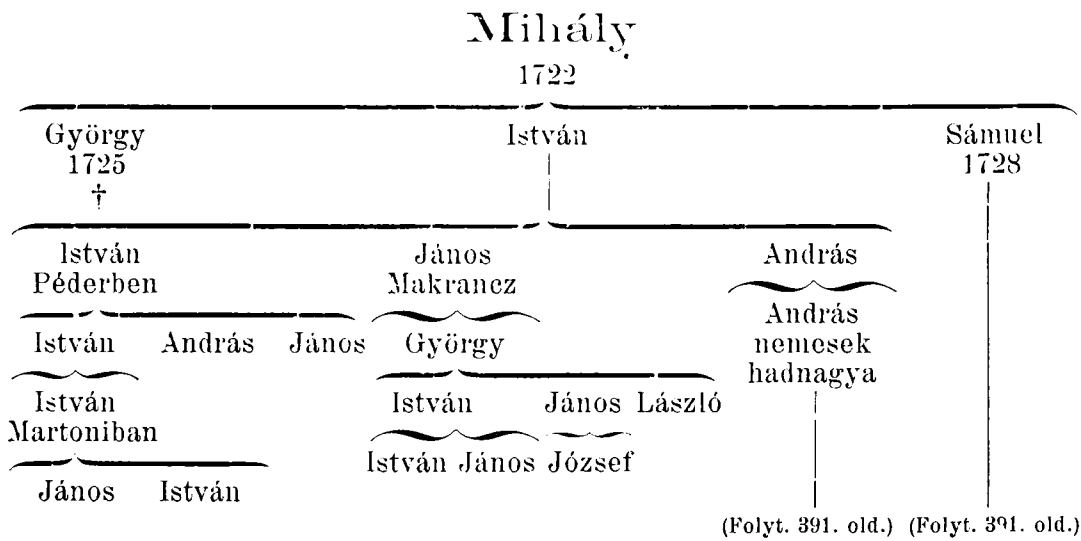 Mihály
1722
György István Sámuel
1725 1728
†
István János András
Péderben Makrancz
András
István András János György nemesek
hadnagya
István István János László
Martoniban
István János József
János István
(Folyt. 391. old.) (Folyt. 391. old.)